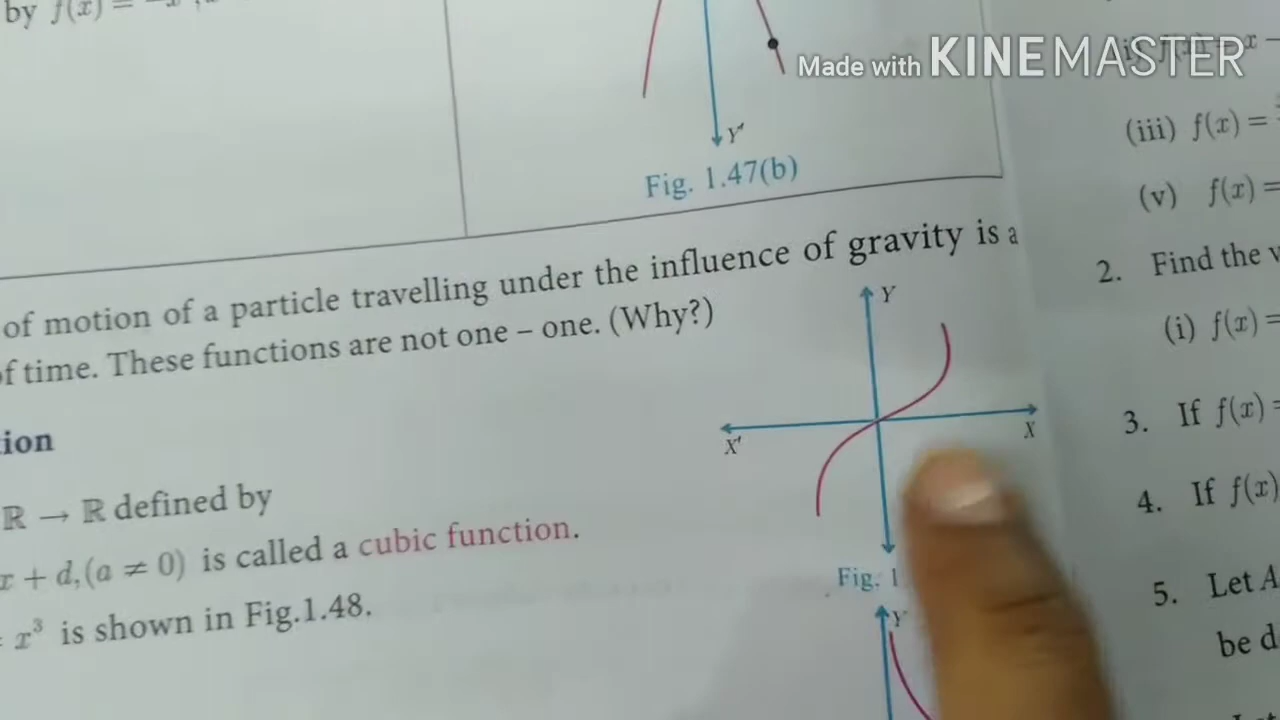 by f(x) =
Made with KINEMASTER
Y'
Fig. 1.47(b)
of motion of a particle travelling under the influence of gravity is a
of time. These functions are not one – one. (Why?)
ion
ℝ → ℝ defined by
x + d, (a ≠ 0) is called a cubic function.
= x³ is shown in Fig.1.48.
Y
X'
X
Fig. 1
Y
(iii) f(x) =
(v) f(x) =
2. Find the v
(i) f(x) =
3. If f(x) =
4. If f(x)
5. Let A
be d